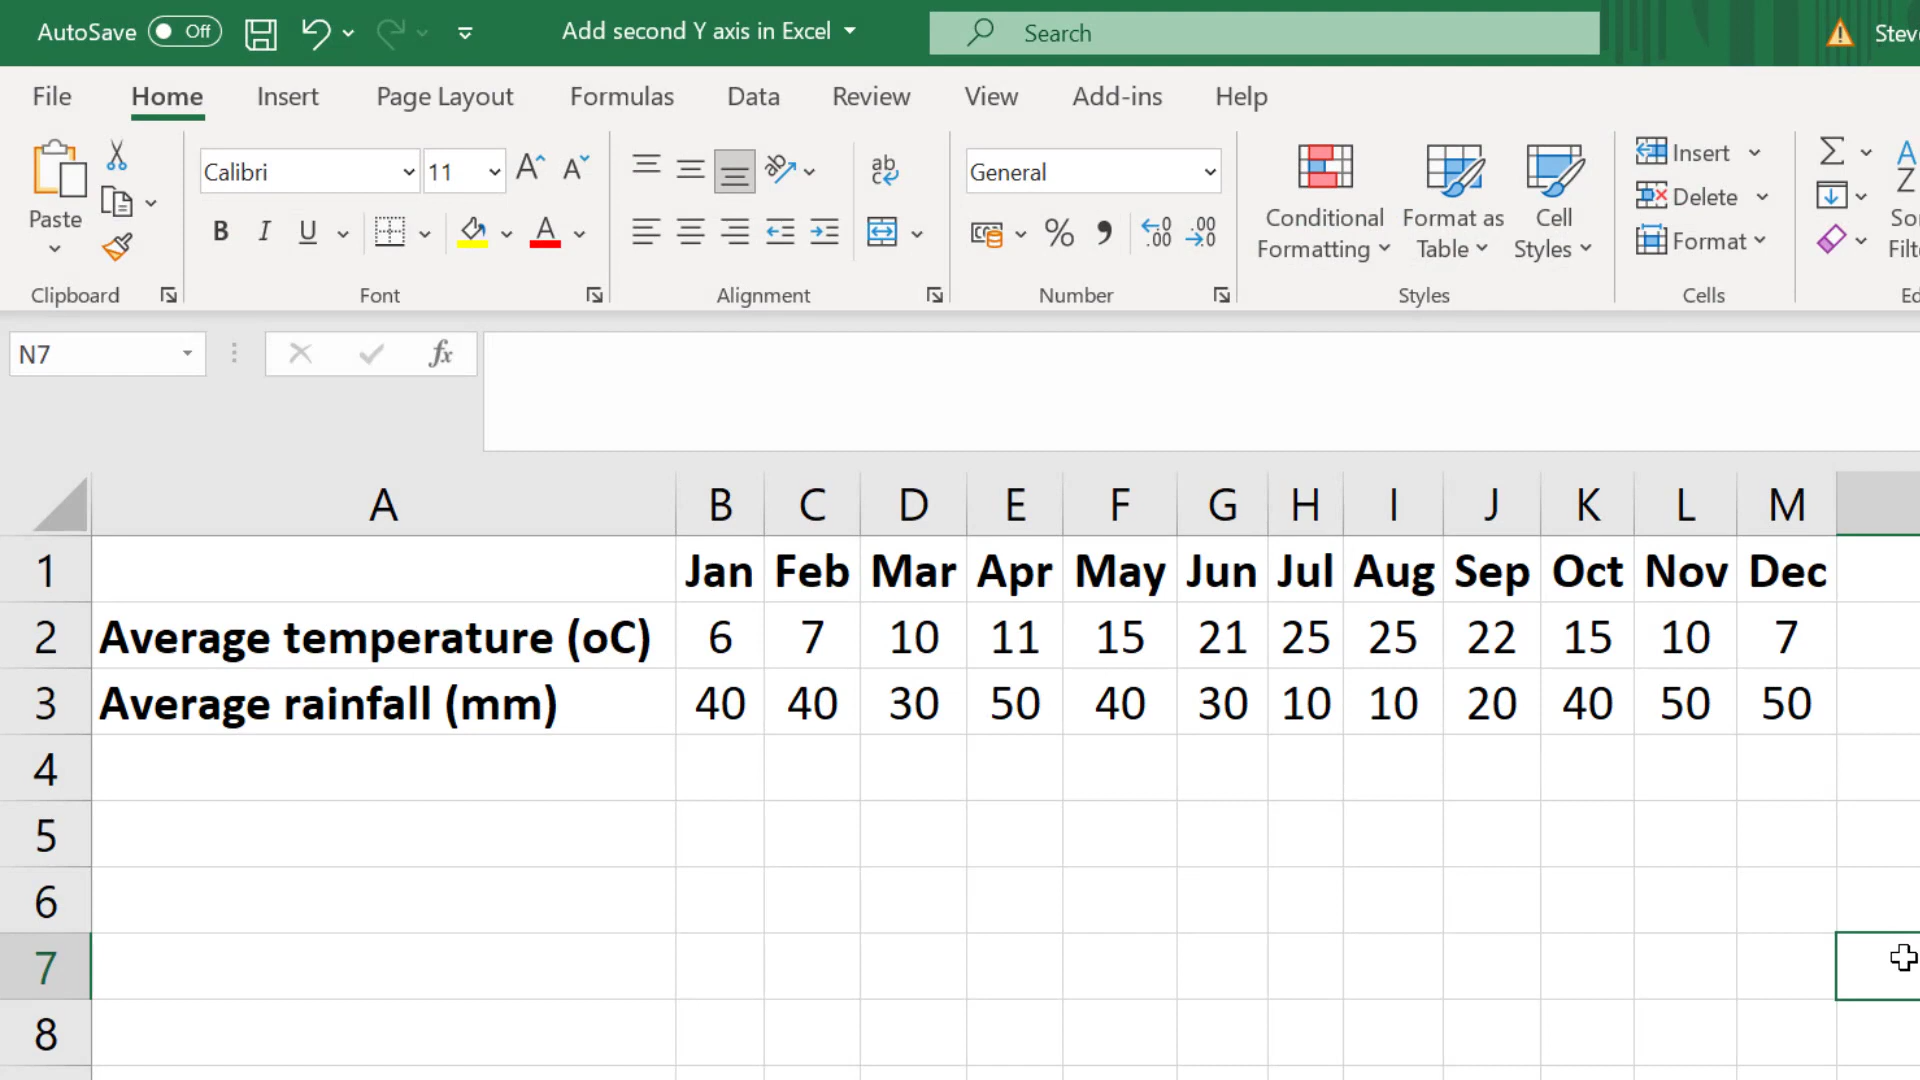 AutoSave Off Add second Y axis in Excel Search Steve
File Home Insert Page Layout Formulas Data Review View Add-ins Help
Paste Calibri 11 General Conditional Formatting Format as Table Cell Styles Insert
Delete
Format
B I U
Clipboard Font Alignment Number Styles Cells
N7 fx
A B C D E F G H I J K L M
1 Jan Feb Mar Apr May Jun Jul Aug Sep Oct Nov Dec
2 Average temperature (oC) 6 7 10 11 15 21 25 25 22 15 10 7
3 Average rainfall (mm) 40 40 30 50 40 30 10 10 20 40 50 50
4
5
6
7
8